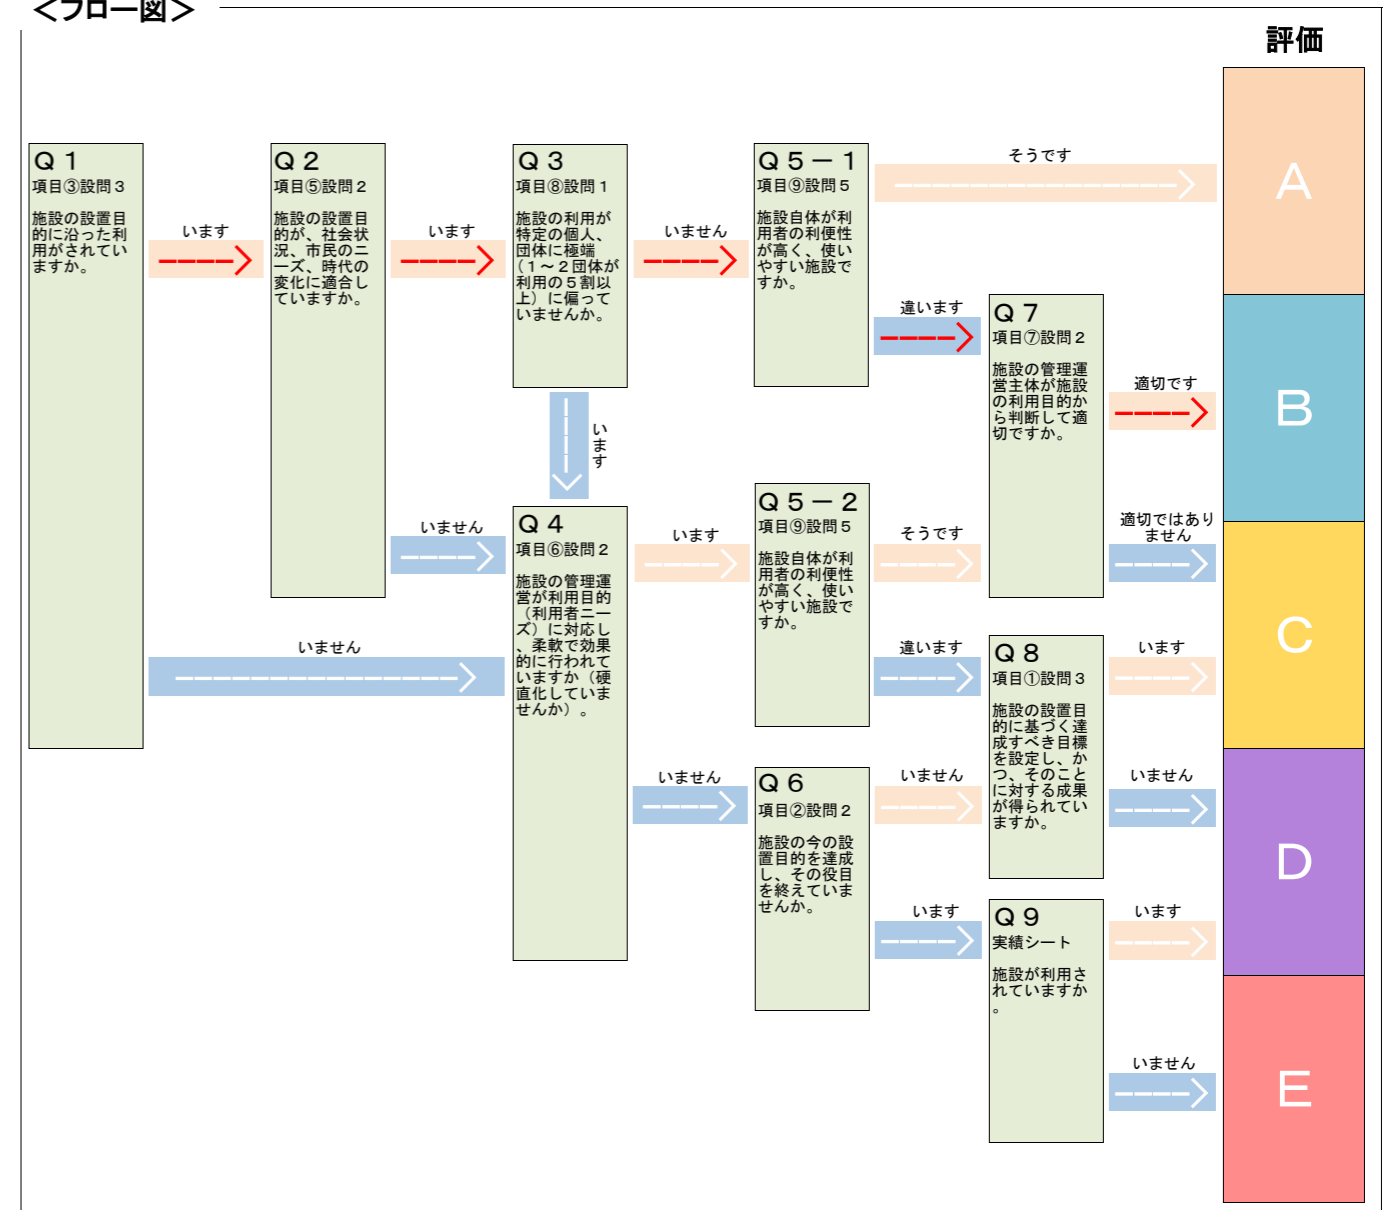 ＜フロー図＞
評価
Ｑ１
項目③設問３
施設の設置目
的に沿った利
用がされてい
ますか。
います
いません
Ｑ２
項目⑤設問２
施設の設置目
的が、社会状
況、市民のニ
ーズ、時代の
変化に適合し
ていますか。
います
いません
Ｑ３
項目⑧設問１
施設の利用が
特定の個人、
団体に極端
（１～２団体が
利用の５割以
上）に偏って
いませんか。
いません
います
Ｑ４
項目⑥設問２
施設の管理運
営が利用目的
（利用者ニー
ズ）に対応し
、柔軟で効果
的に行われて
いますか（硬
直化していま
せんか）。
います
いません
Ｑ５－１
項目⑨設問５
施設自体が利
用者の利便性
が高く、使い
やすい施設で
すか。
そうです
違います
Ｑ５－２
項目⑨設問５
施設自体が利
用者の利便性
が高く、使い
やすい施設で
すか。
そうです
違います
Ｑ６
項目②設問２
施設の今の設
置目的を達成
し、その役目
を終えていま
せんか。
いません
います
Ｑ７
項目⑦設問２
施設の管理運
営主体が施設
の利用目的か
ら判断して適
切ですか。
適切です
適切ではあり
ません
Ｑ８
項目①設問３
施設の設置目
的に基づく達
成すべき目標
を設定し、か
つ、そのこと
に対する成果
が得られてい
ますか。
います
いません
Ｑ９
実績シート
施設が利用さ
れていますか
。
います
いません
Ａ
Ｂ
Ｃ
Ｄ
Ｅ